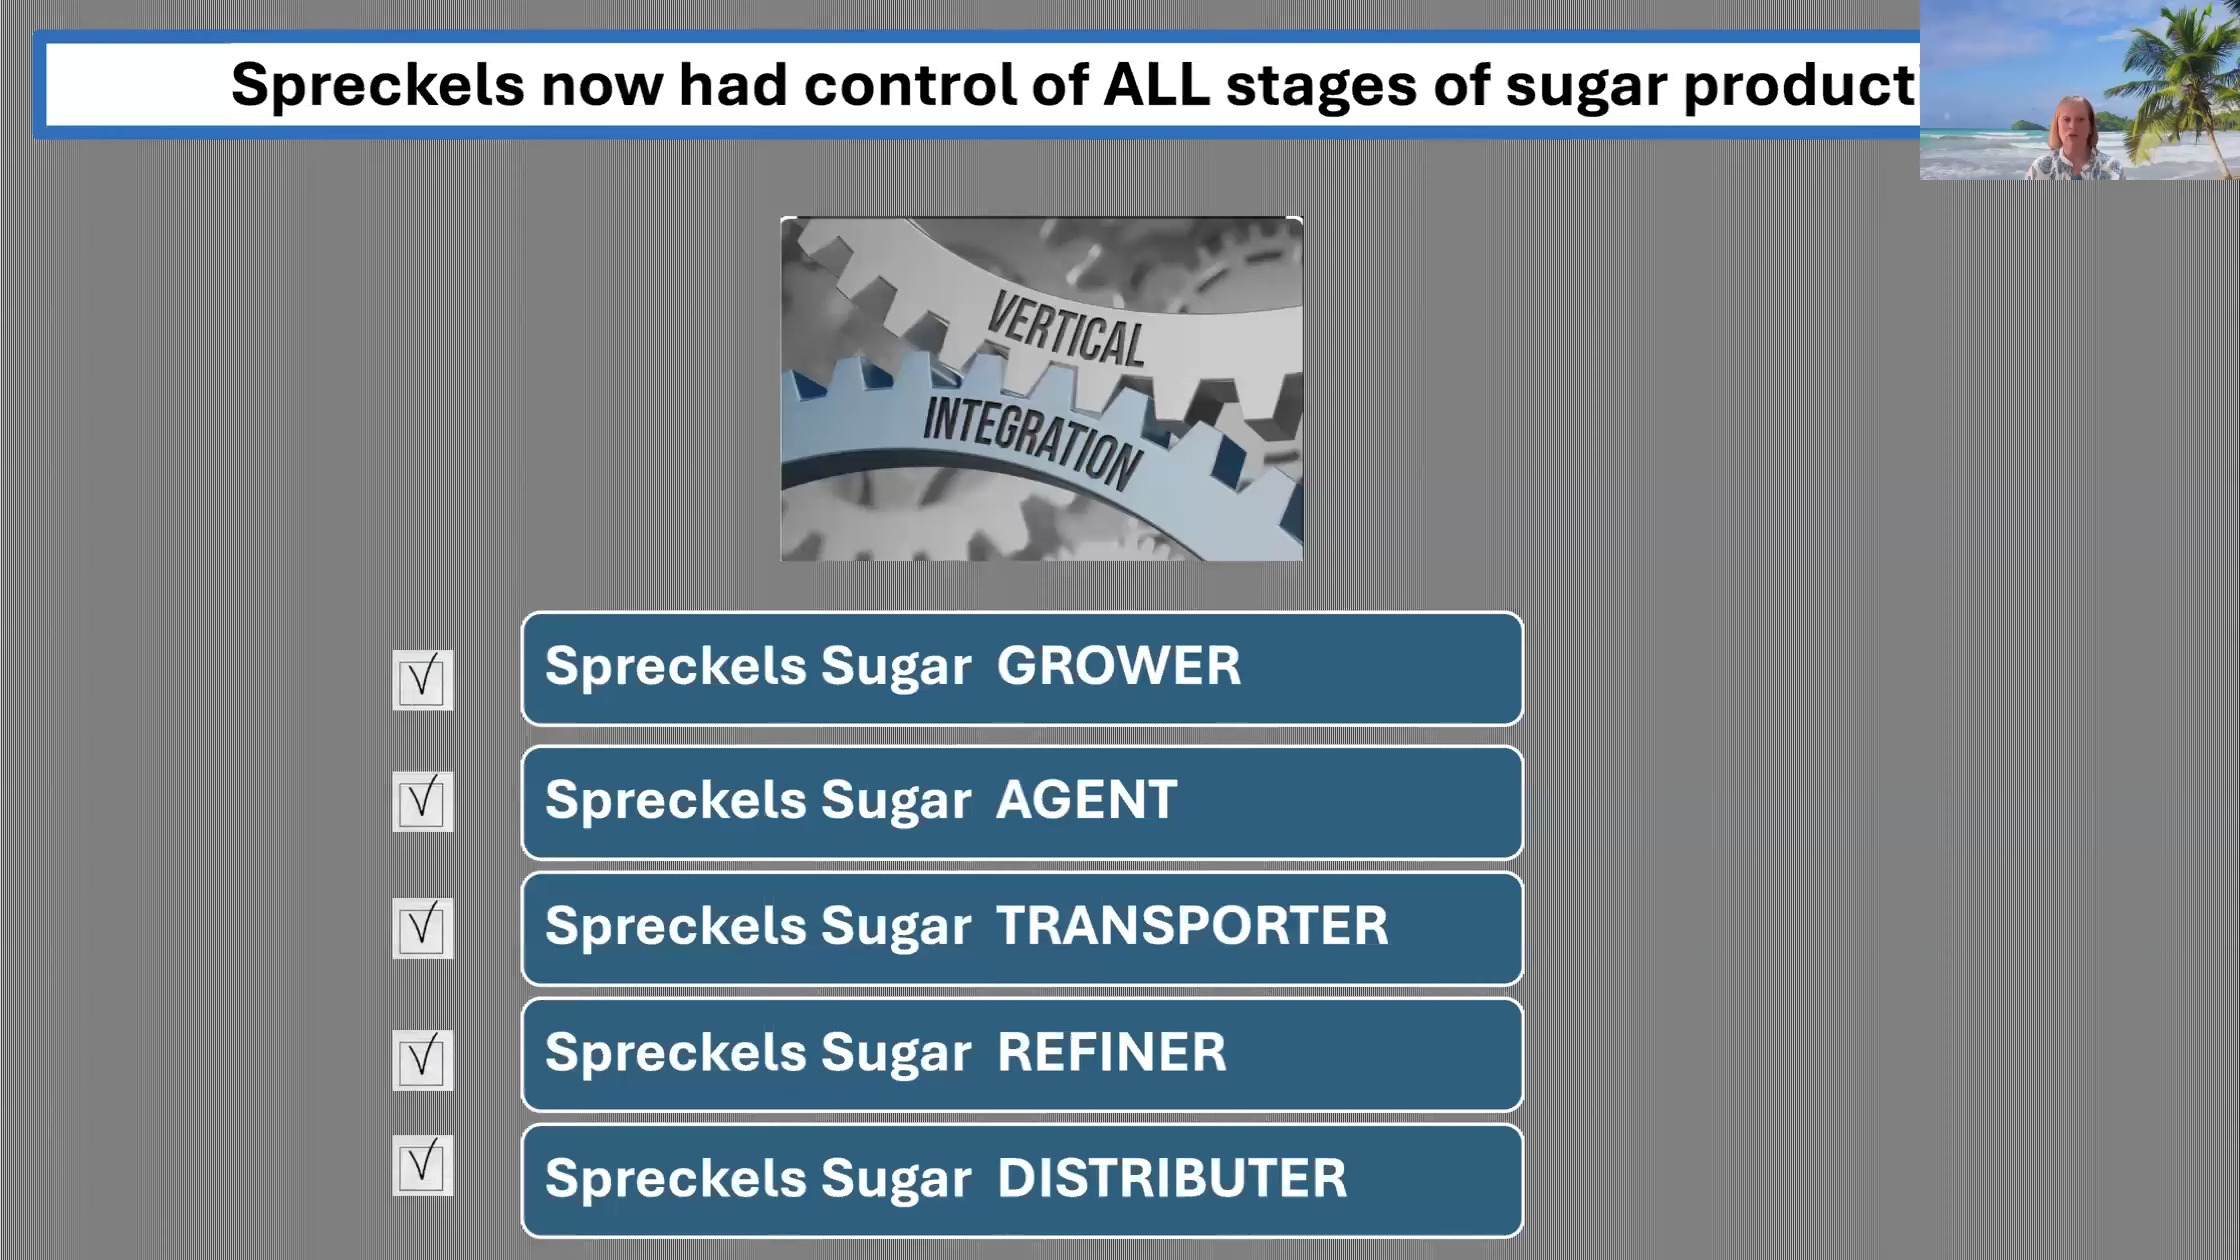 Spreckels now had control of ALL stages of sugar producti
VERTICAL
INTEGRATION
Spreckels Sugar GROWER
Spreckels Sugar AGENT
Spreckels Sugar TRANSPORTER
Spreckels Sugar REFINER
Spreckels Sugar DISTRIBUTER